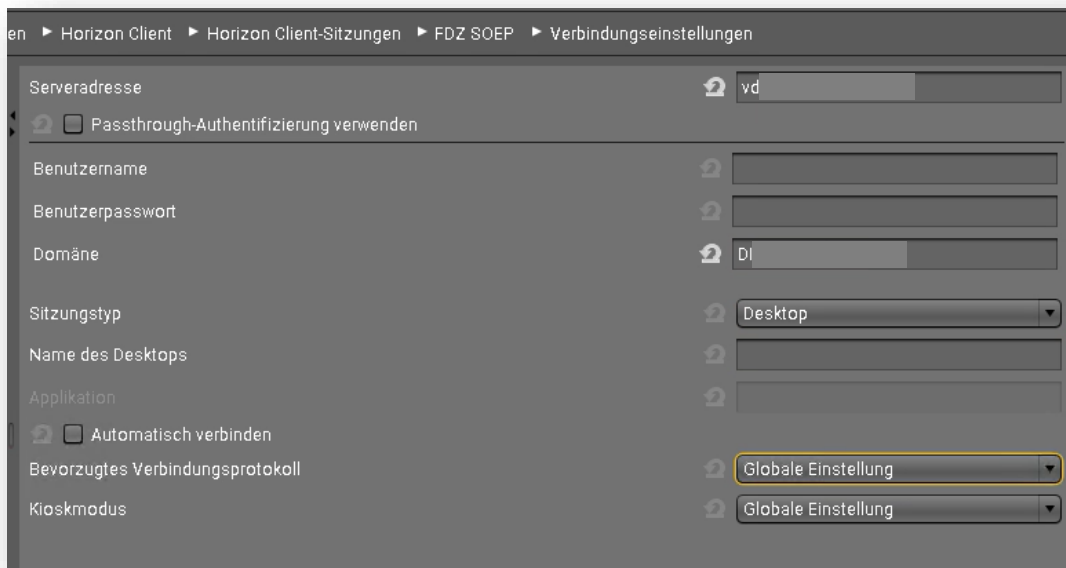 en ▶ Horizon Client ▶ Horizon Client-Sitzungen ▶ FDZ SOEP ▶ Verbindungseinstellungen
Serveradresse vd
Passthrough-Authentifizierung verwenden
Benutzername
Benutzerpasswort
Domäne DI
Sitzungstyp Desktop
Name des Desktops
Applikation
Automatisch verbinden
Bevorzugtes Verbindungsprotokoll Globale Einstellung
Kioskmodus Globale Einstellung